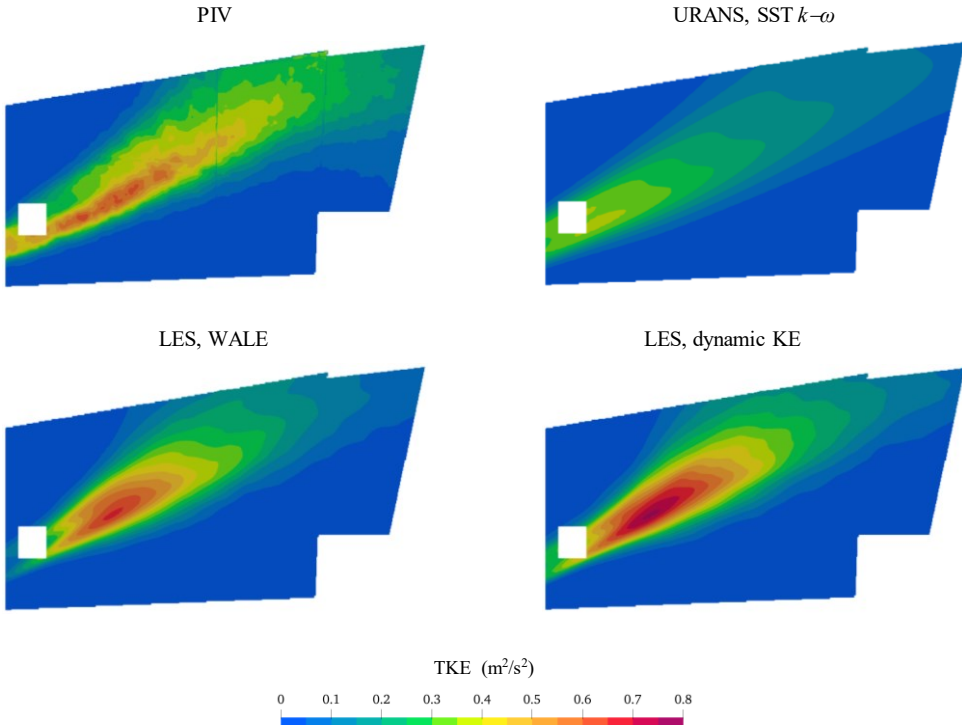 PIV
URANS, SST k–ω
LES, WALE
LES, dynamic KE
TKE (m²/s²)
0 0.1 0.2 0.3 0.4 0.5 0.6 0.7 0.8